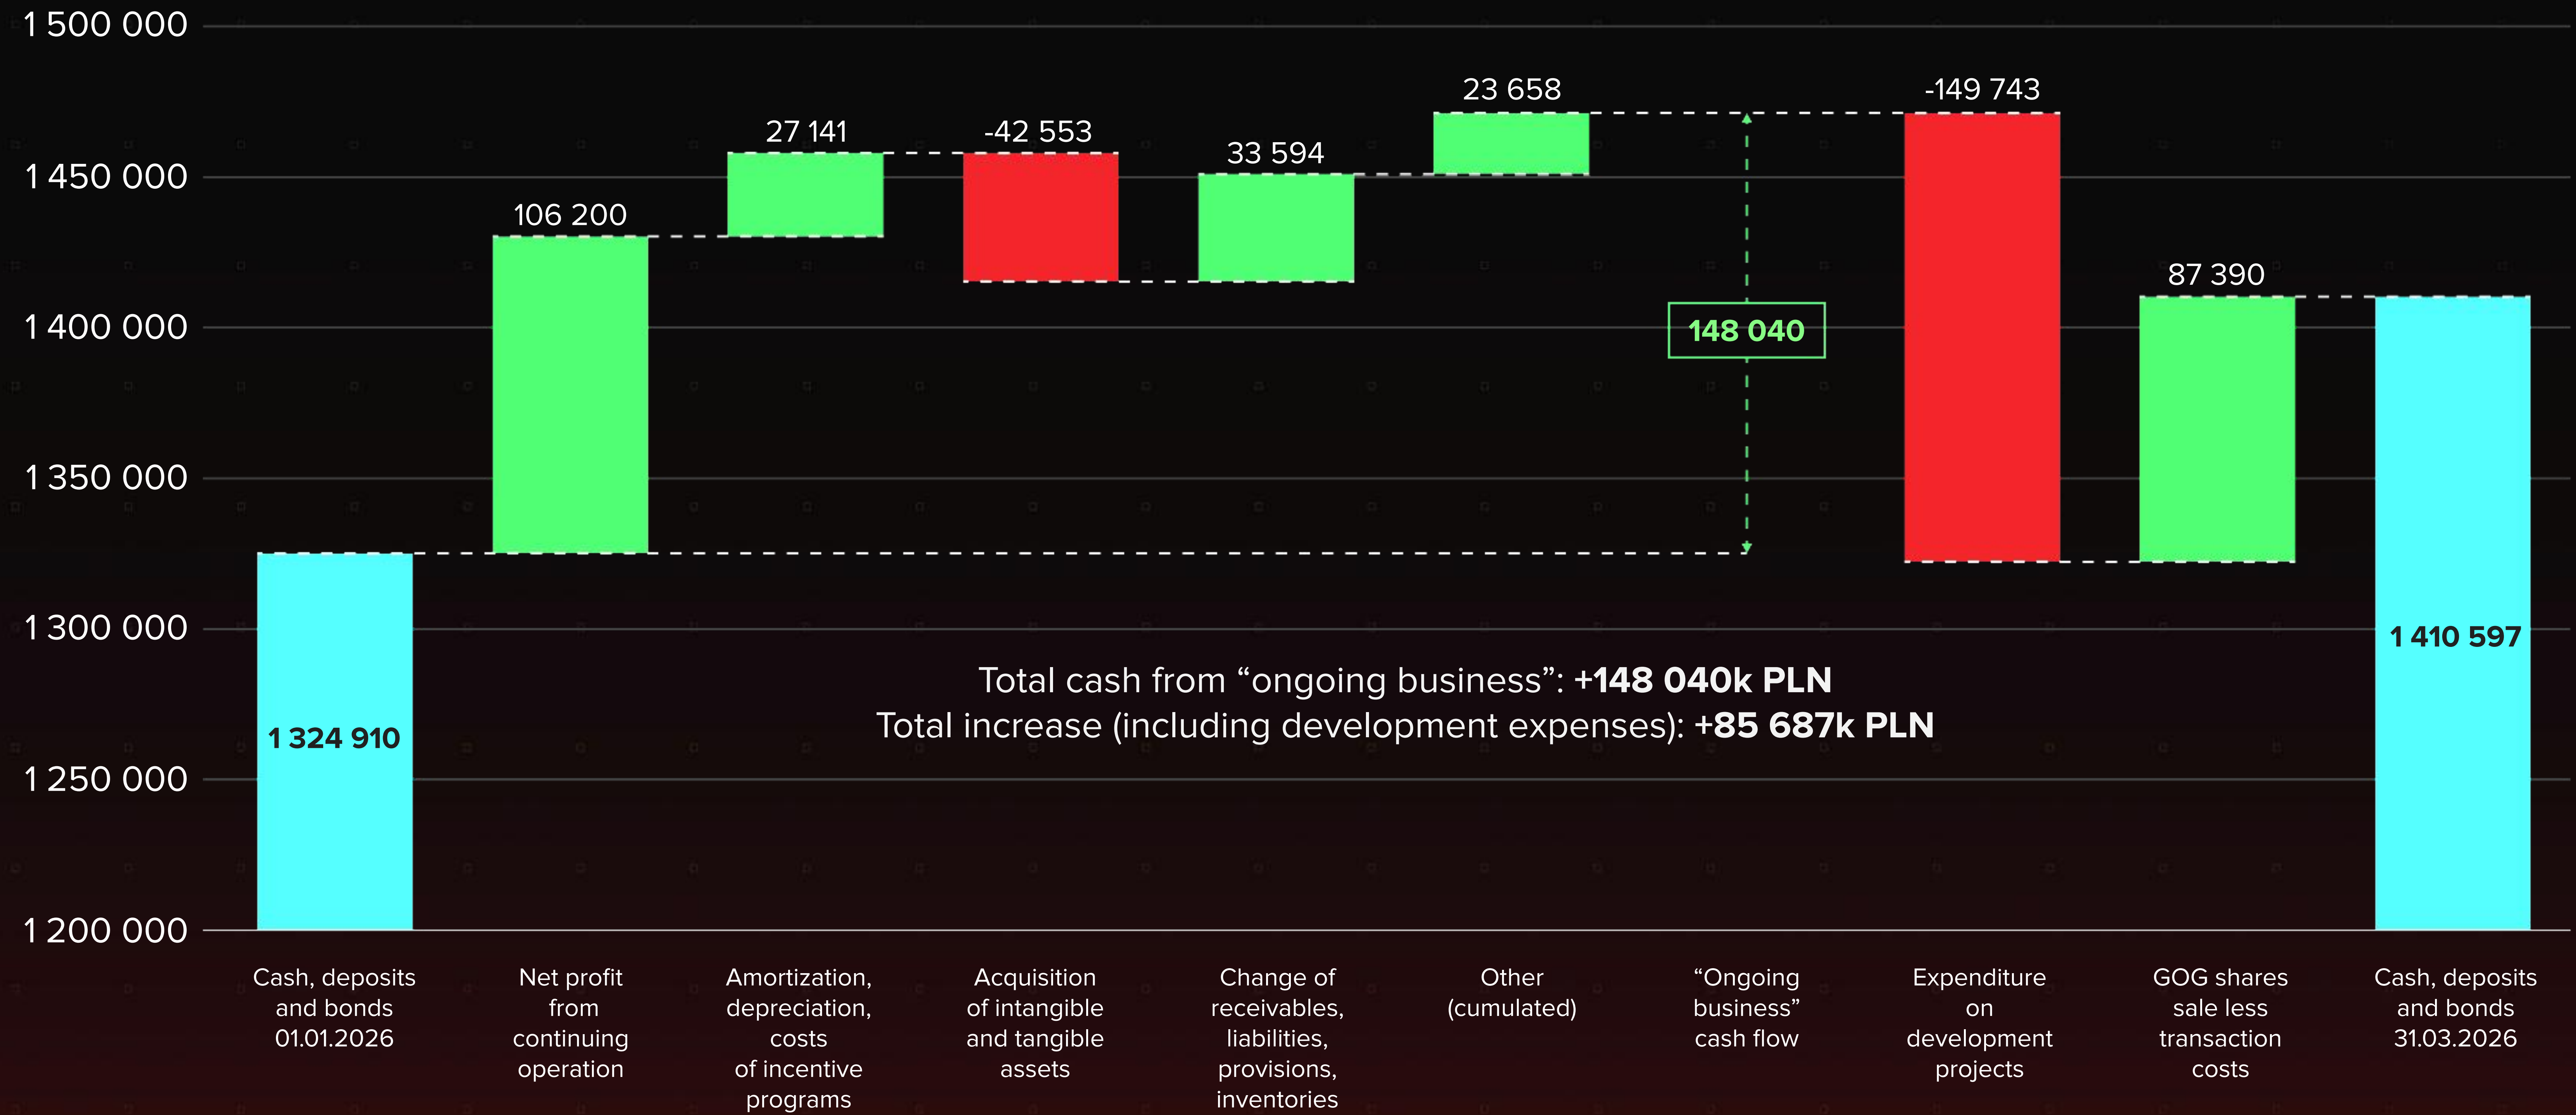 1 500 000
1 450 000
1 400 000
1 350 000
1 300 000
1 250 000
1 200 000
1 324 910
106 200
27 141
-42 553
33 594
23 658
148 040
-149 743
87 390
1 410 597
Total cash from “ongoing business”: +148 040k PLN
Total increase (including development expenses): +85 687k PLN
Cash, deposits
and bonds
01.01.2026
Net profit
from
continuing
operation
Amortization,
depreciation,
costs
of incentive
programs
Acquisition
of intangible
and tangible
assets
Change of
receivables,
liabilities,
provisions,
inventories
Other
(cumulated)
“Ongoing
business”
cash flow
Expenditure
on
development
projects
GOG shares
sale less
transaction
costs
Cash, deposits
and bonds
31.03.2026